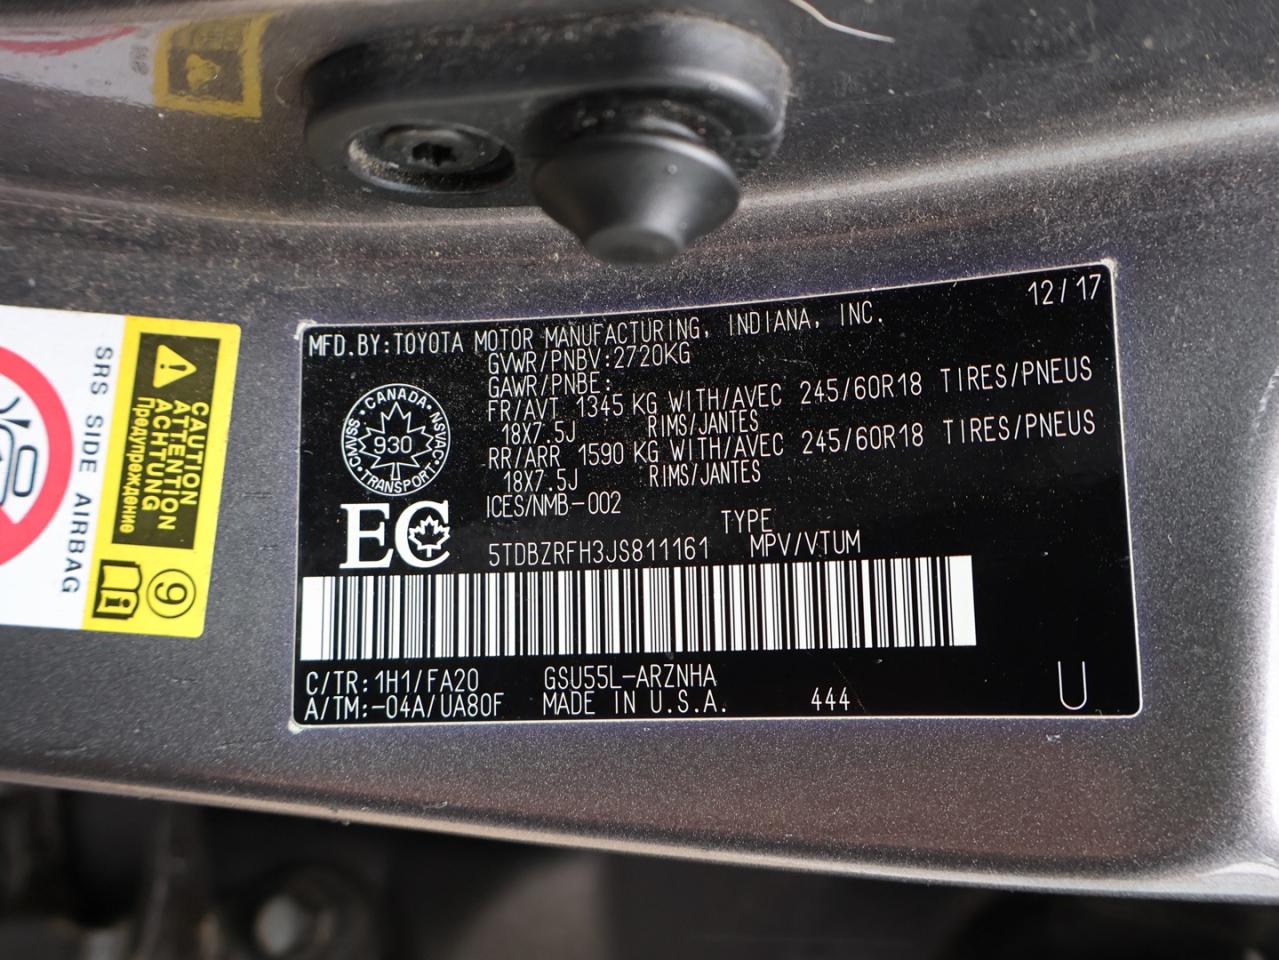 12/17
MFD.BY:TOYOTA MOTOR MANUFACTURING, INDIANA, INC.
GVWR/PNBV:2720KG
GAWR/PNBE:
FR/AVT 1345 KG WITH/AVEC 245/60R18 TIRES/PNEUS
18X7.5J RIMS/JANTES
RR/ARR 1590 KG WITH/AVEC 245/60R18 TIRES/PNEUS
18X7.5J RIMS/JANTES
ICES/NMB-002
TYPE
5TDBZRFH3JS811161 MPV/VTUM
CANADA
CMVSS 930 NSVAC
TRANSPORT
EC
C/TR:1H1/FA20 GSU55L-ARZNHA
A/TM:-04A/UA80F MADE IN U.S.A. 444 U
SRS SIDE AIRBAG
CAUTION
ATTENTION
ACHTUNG
Предупреждение
i 9